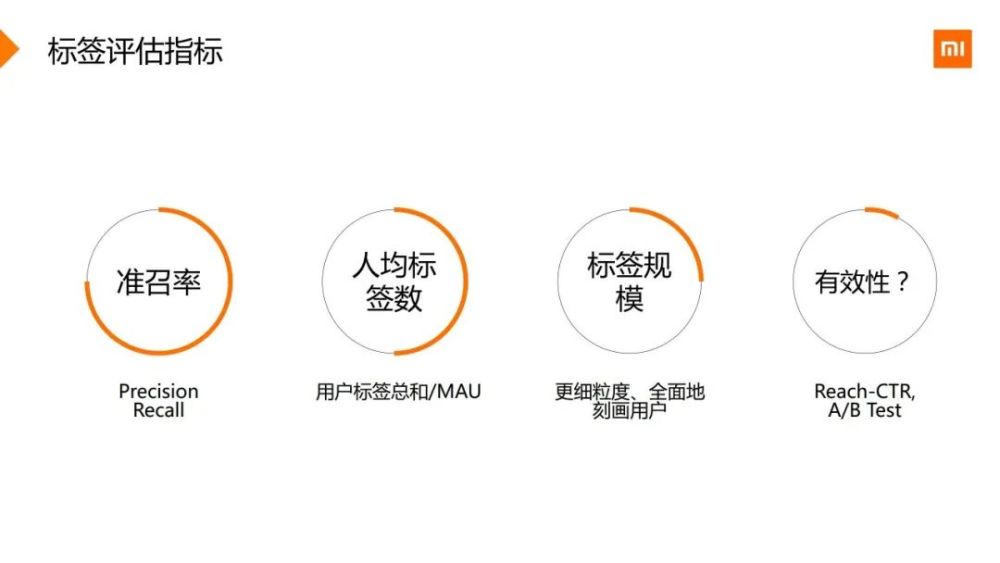 标签评估指标
mi
准召率
人均标
签数
标签规
模
有效性？
Precision
Recall
用户标签总和/MAU
更细粒度、全面地
刻画用户
Reach-CTR,
A/B Test